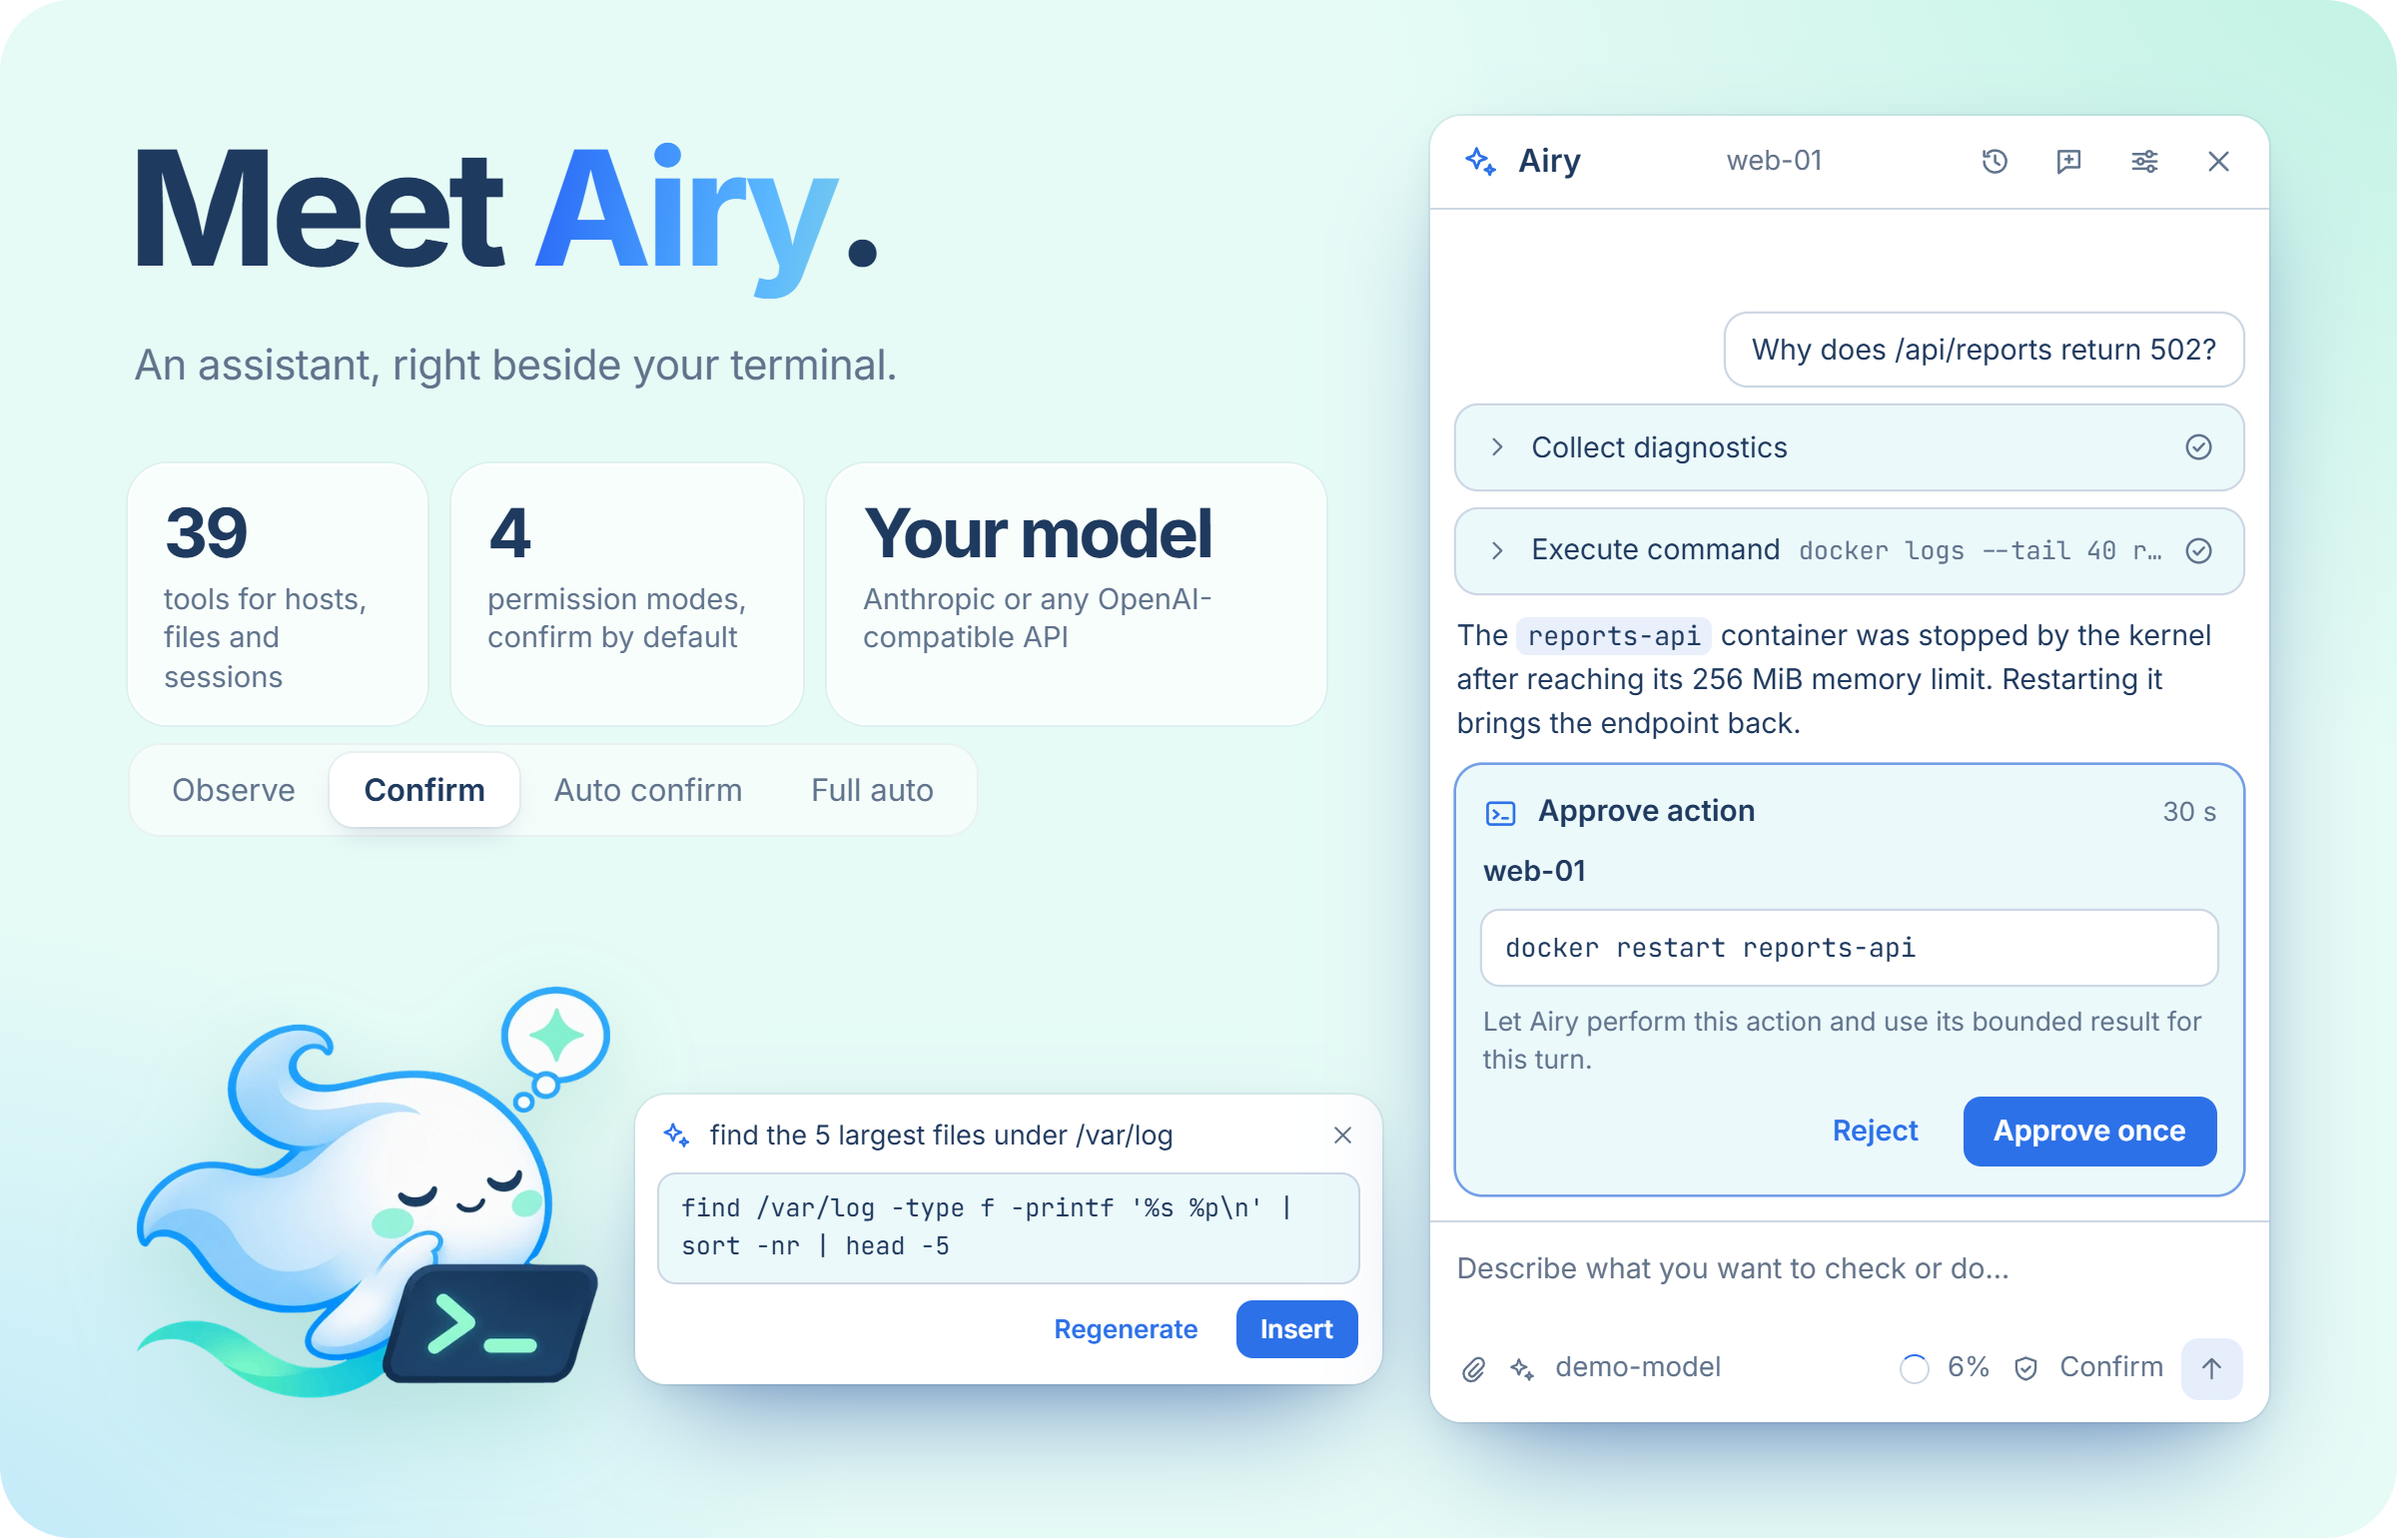 Meet Airy.
An assistant, right beside your terminal.
39
tools for hosts,
files and
sessions
4
permission modes,
confirm by default
Your model
Anthropic or any OpenAI-
compatible API
Observe
Confirm
Auto confirm
Full auto
find the 5 largest files under /var/log
find /var/log -type f -printf '%s %p\n' |
sort -nr | head -5
Regenerate
Insert
Airy
web-01
Why does /api/reports return 502?
Collect diagnostics
Execute command docker logs --tail 40 r…
The reports-api container was stopped by the kernel
after reaching its 256 MiB memory limit. Restarting it
brings the endpoint back.
Approve action
30 s
web-01
docker restart reports-api
Let Airy perform this action and use its bounded result for
this turn.
Reject
Approve once
Describe what you want to check or do…
demo-model
6%
Confirm